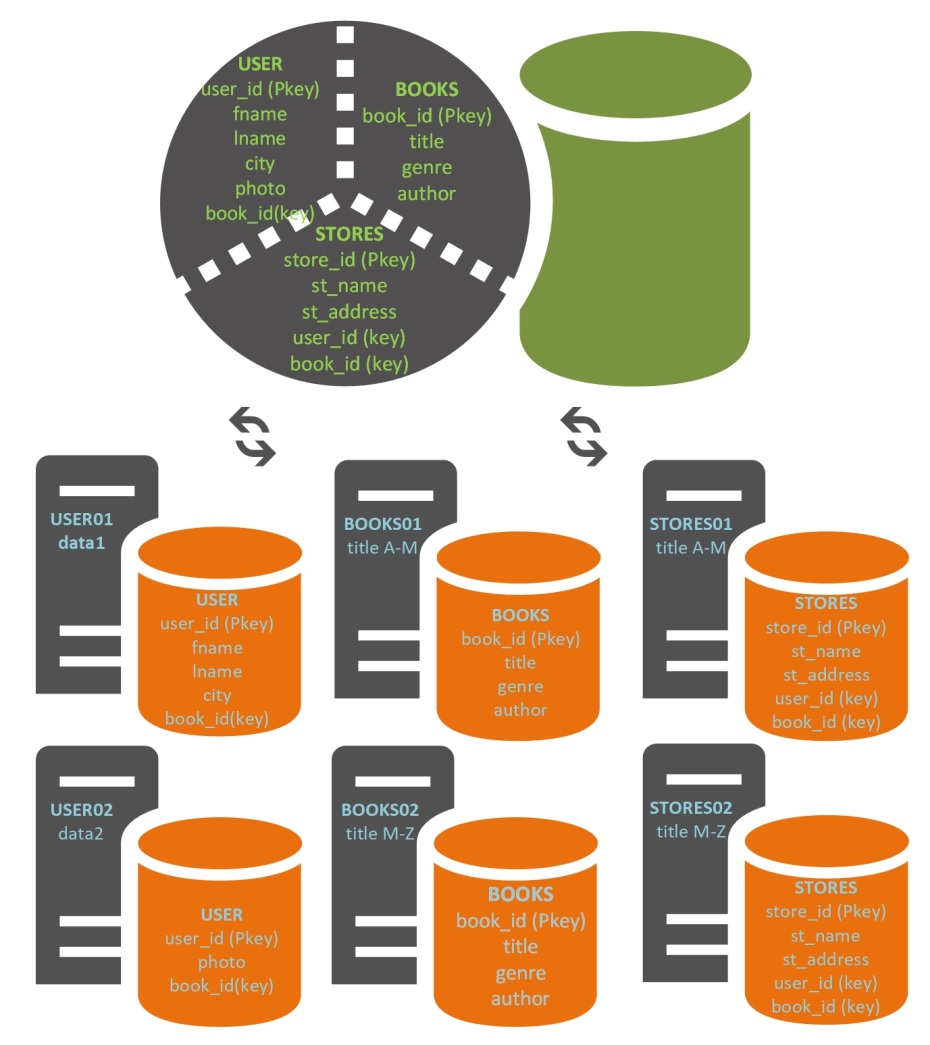 USER
user_id (Pkey)
fname
lname
city
photo
book_id(key)
BOOKS
book_id (Pkey)
title
genre
author
STORES
store_id (Pkey)
st_name
st_address
user_id (key)
book_id (key)
USER01
data1
USER
user_id (Pkey)
fname
lname
city
book_id(key)
BOOKS01
title A-M
BOOKS
book_id (Pkey)
title
genre
author
STORES01
title A-M
STORES
store_id (Pkey)
st_name
st_address
user_id (key)
book_id (key)
USER02
data2
USER
user_id (Pkey)
photo
book_id(key)
BOOKS02
title M-Z
BOOKS
book_id (Pkey)
title
genre
author
STORES02
title M-Z
STORES
store_id (Pkey)
st_name
st_address
user_id (key)
book_id (key)